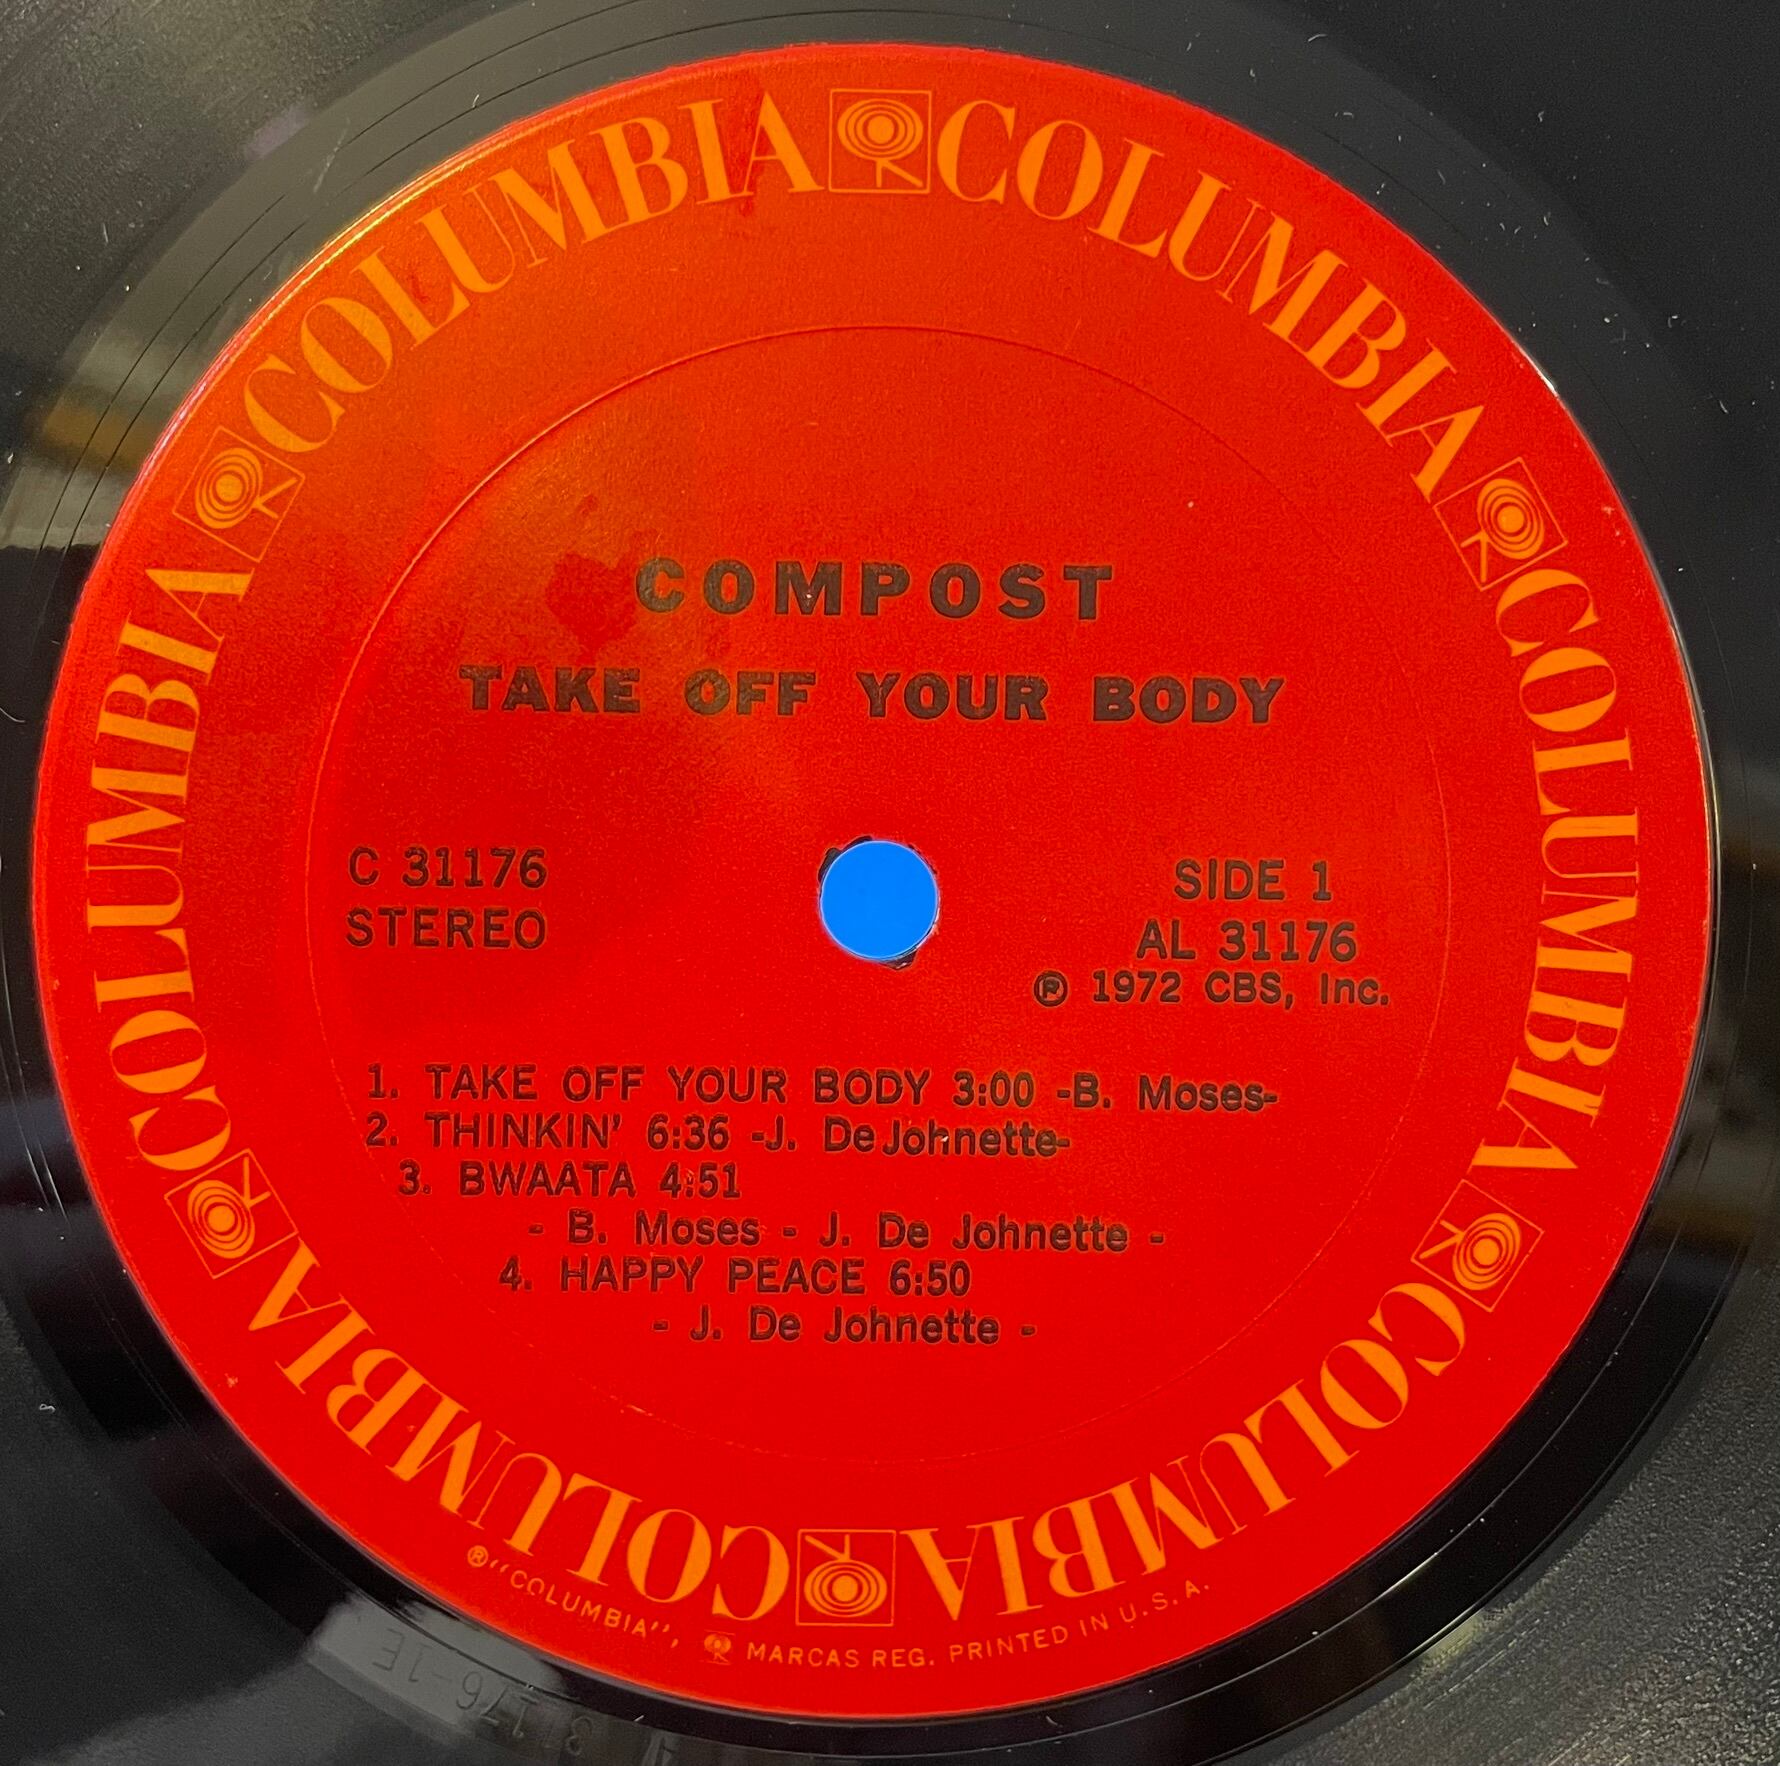 COLUMBIA COLUMBIA COLUMBIA COLUMBIA COLUMBIA COLUMBIA
COMPOST
TAKE OFF YOUR BODY
C 31176
STEREO
SIDE 1
AL 31176
Ⓟ 1972 CBS, Inc.
1. TAKE OFF YOUR BODY 3:00 -B. Moses-
2. THINKIN' 6:36 -J. DeJohnette-
3. BWAATA 4:51
- B. Moses - J. De Johnette -
4. HAPPY PEACE 6:50
- J. De Johnette -
® "COLUMBIA", MARCAS REG. PRINTED IN U.S.A.
31176-1E